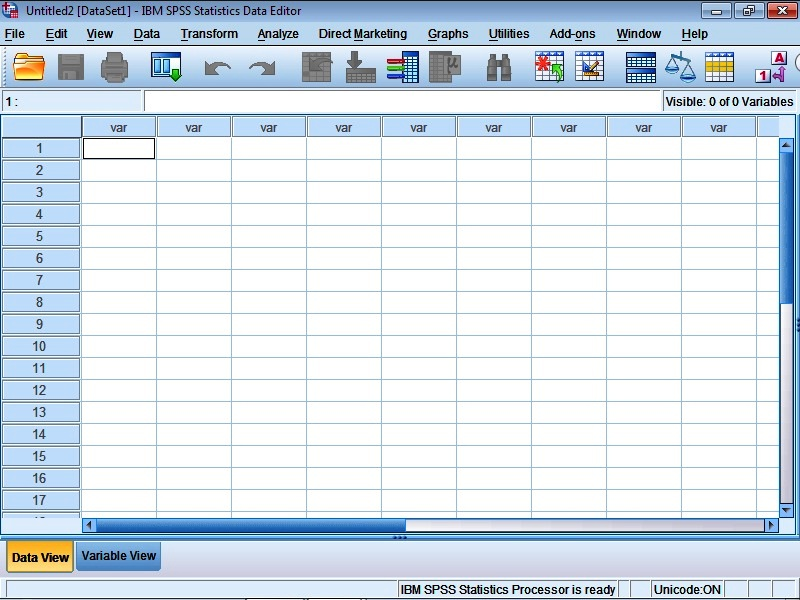 Untitled2 [DataSet1] - IBM SPSS Statistics Data Editor
File Edit View Data Transform Analyze Direct Marketing Graphs Utilities Add-ons Window Help
1 : Visible: 0 of 0 Variables
var var var var var var var var var
1
2
3
4
5
6
7
8
9
10
11
12
13
14
15
16
17
Data View Variable View
IBM SPSS Statistics Processor is ready Unicode:ON